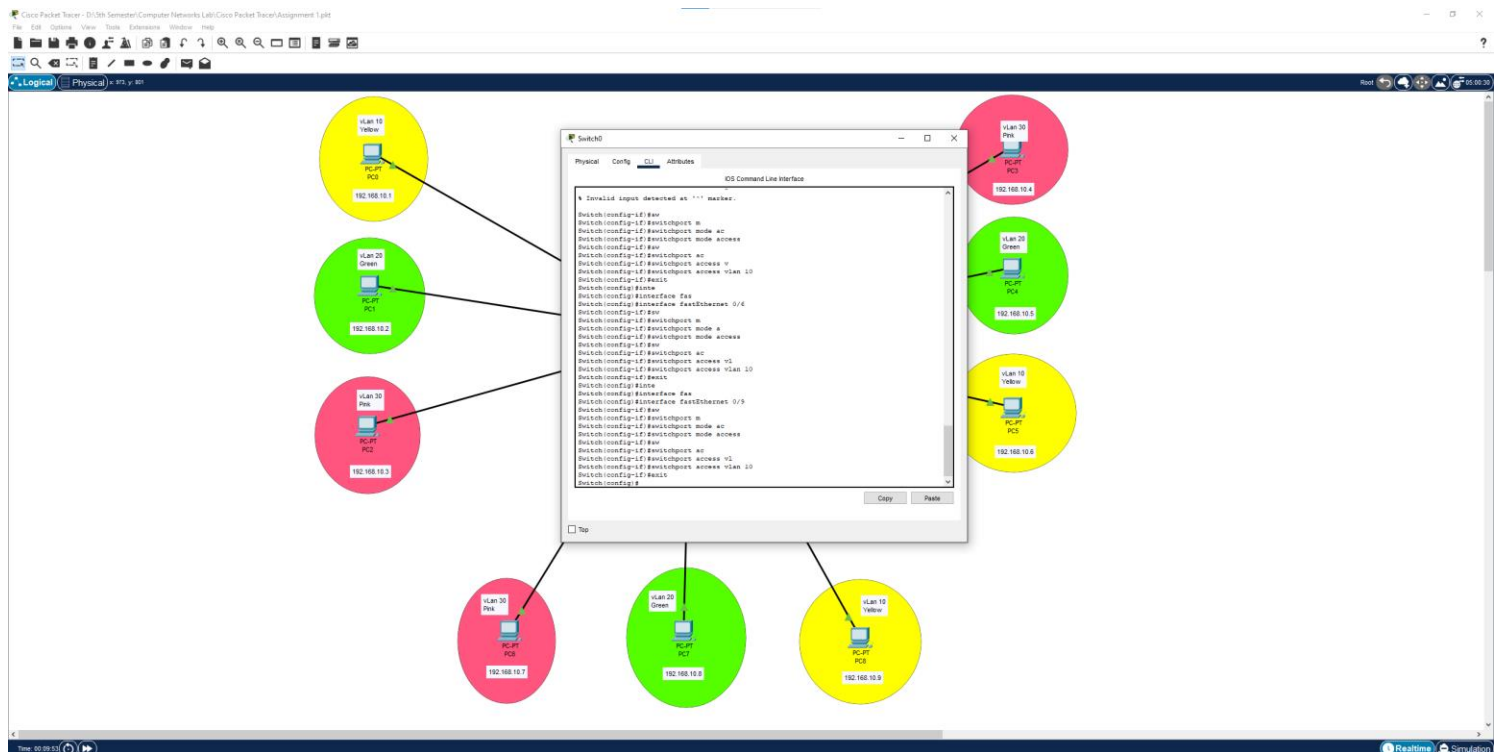 Cisco Packet Tracer - D:\5th Semester\Computer Networks Lab\Cisco Packet Tracer\Assignment 1.pkt
File Edit Options View Tools Extensions Window Help
?
Logical Physical x: 973, y: 801
Root 05:00:30
vLan 10
Yellow
PC-PT
PC0
192.168.10.1
vLan 20
Green
PC-PT
PC1
192.168.10.2
vLan 30
Pink
PC-PT
PC2
192.168.10.3
Switch0
Physical Config CLI Attributes
IOS Command Line Interface
% Invalid input detected at '^' marker.
Switch(config-if)#sw
Switch(config-if)#switchport m
Switch(config-if)#switchport mode ac
Switch(config-if)#switchport mode access
Switch(config-if)#sw
Switch(config-if)#switchport ac
Switch(config-if)#switchport access v
Switch(config-if)#switchport access vlan 10
Switch(config-if)#exit
Switch(config)#inte
Switch(config)#interface fas
Switch(config)#interface fastEthernet 0/6
Switch(config-if)#sw
Switch(config-if)#switchport m
Switch(config-if)#switchport mode a
Switch(config-if)#switchport mode access
Switch(config-if)#sw
Switch(config-if)#switchport ac
Switch(config-if)#switchport access vl
Switch(config-if)#switchport access vlan 10
Switch(config-if)#exit
Switch(config)#inte
Switch(config)#interface fas
Switch(config)#interface fastEthernet 0/9
Switch(config-if)#sw
Switch(config-if)#switchport m
Switch(config-if)#switchport mode ac
Switch(config-if)#switchport mode access
Switch(config-if)#sw
Switch(config-if)#switchport ac
Switch(config-if)#switchport access vl
Switch(config-if)#switchport access vlan 10
Switch(config-if)#exit
Switch(config)#
Copy Paste
Top
vLan 30
Pink
PC-PT
PC3
192.168.10.4
vLan 20
Green
PC-PT
PC4
192.168.10.5
vLan 10
Yellow
PC-PT
PC5
192.168.10.6
vLan 30
Pink
PC-PT
PC6
192.168.10.7
vLan 20
Green
PC-PT
PC7
192.168.10.8
vLan 10
Yellow
PC-PT
PC8
192.168.10.9
Time: 00:09:53
Realtime Simulation